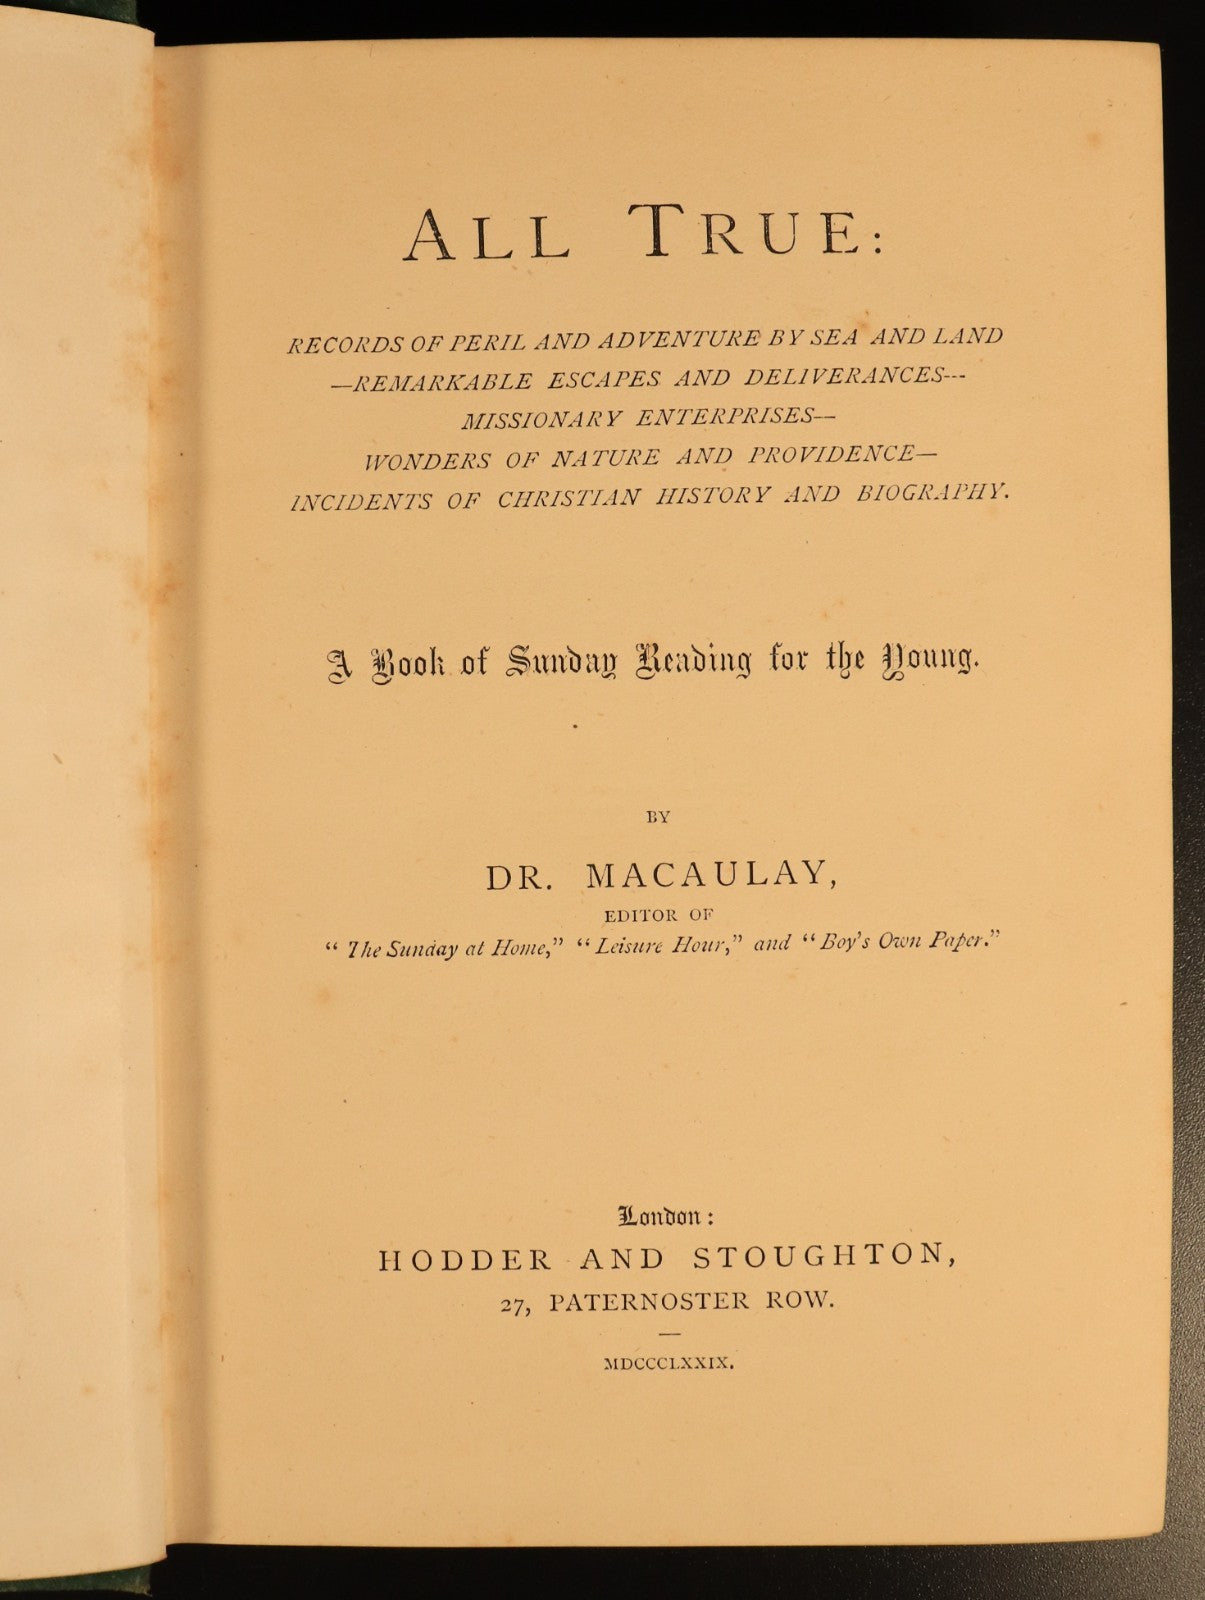 ALL TRUE:
RECORDS OF PERIL AND ADVENTURE BY SEA AND LAND
—REMARKABLE ESCAPES AND DELIVERANCES—
MISSIONARY ENTERPRISES—
WONDERS OF NATURE AND PROVIDENCE—
INCIDENTS OF CHRISTIAN HISTORY AND BIOGRAPHY.
A Book of Sunday Reading for the Young.
BY
DR. MACAULAY,
EDITOR OF
"The Sunday at Home," "Leisure Hour," and "Boy's Own Paper."
London:
HODDER AND STOUGHTON,
27, PATERNOSTER ROW.
—
MDCCCLXXIX.